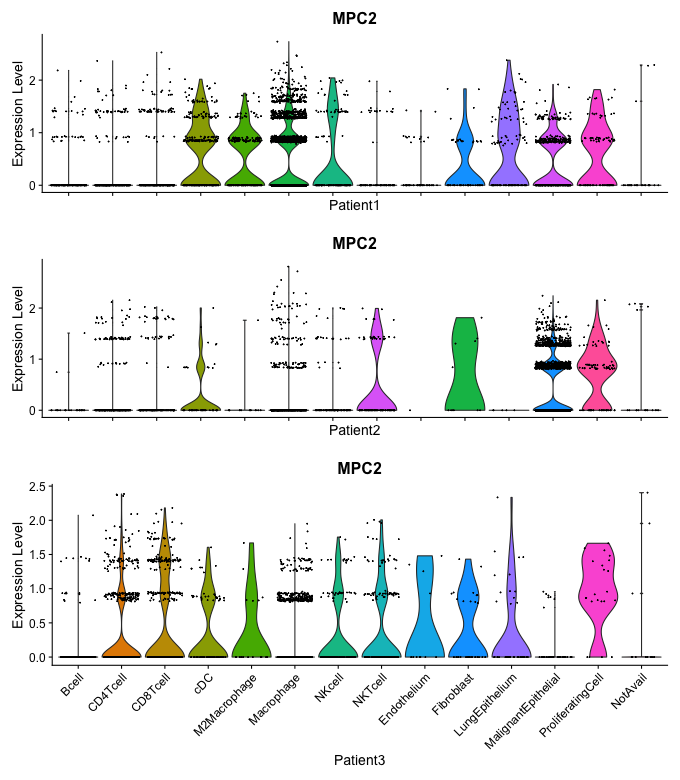 MPC2
Expression Level
2
1
0
Patient1
MPC2
Expression Level
2
1
0
Patient2
MPC2
Expression Level
2.5
2.0
1.5
1.0
0.5
0.0
Bcell
CD4Tcell
CD8Tcell
cDC
M2Macrophage
Macrophage
NKcell
NKTcell
Endothelium
Fibroblast
LungEpithelium
MalignantEpithelial
ProliferatingCell
NotAvail
Patient3